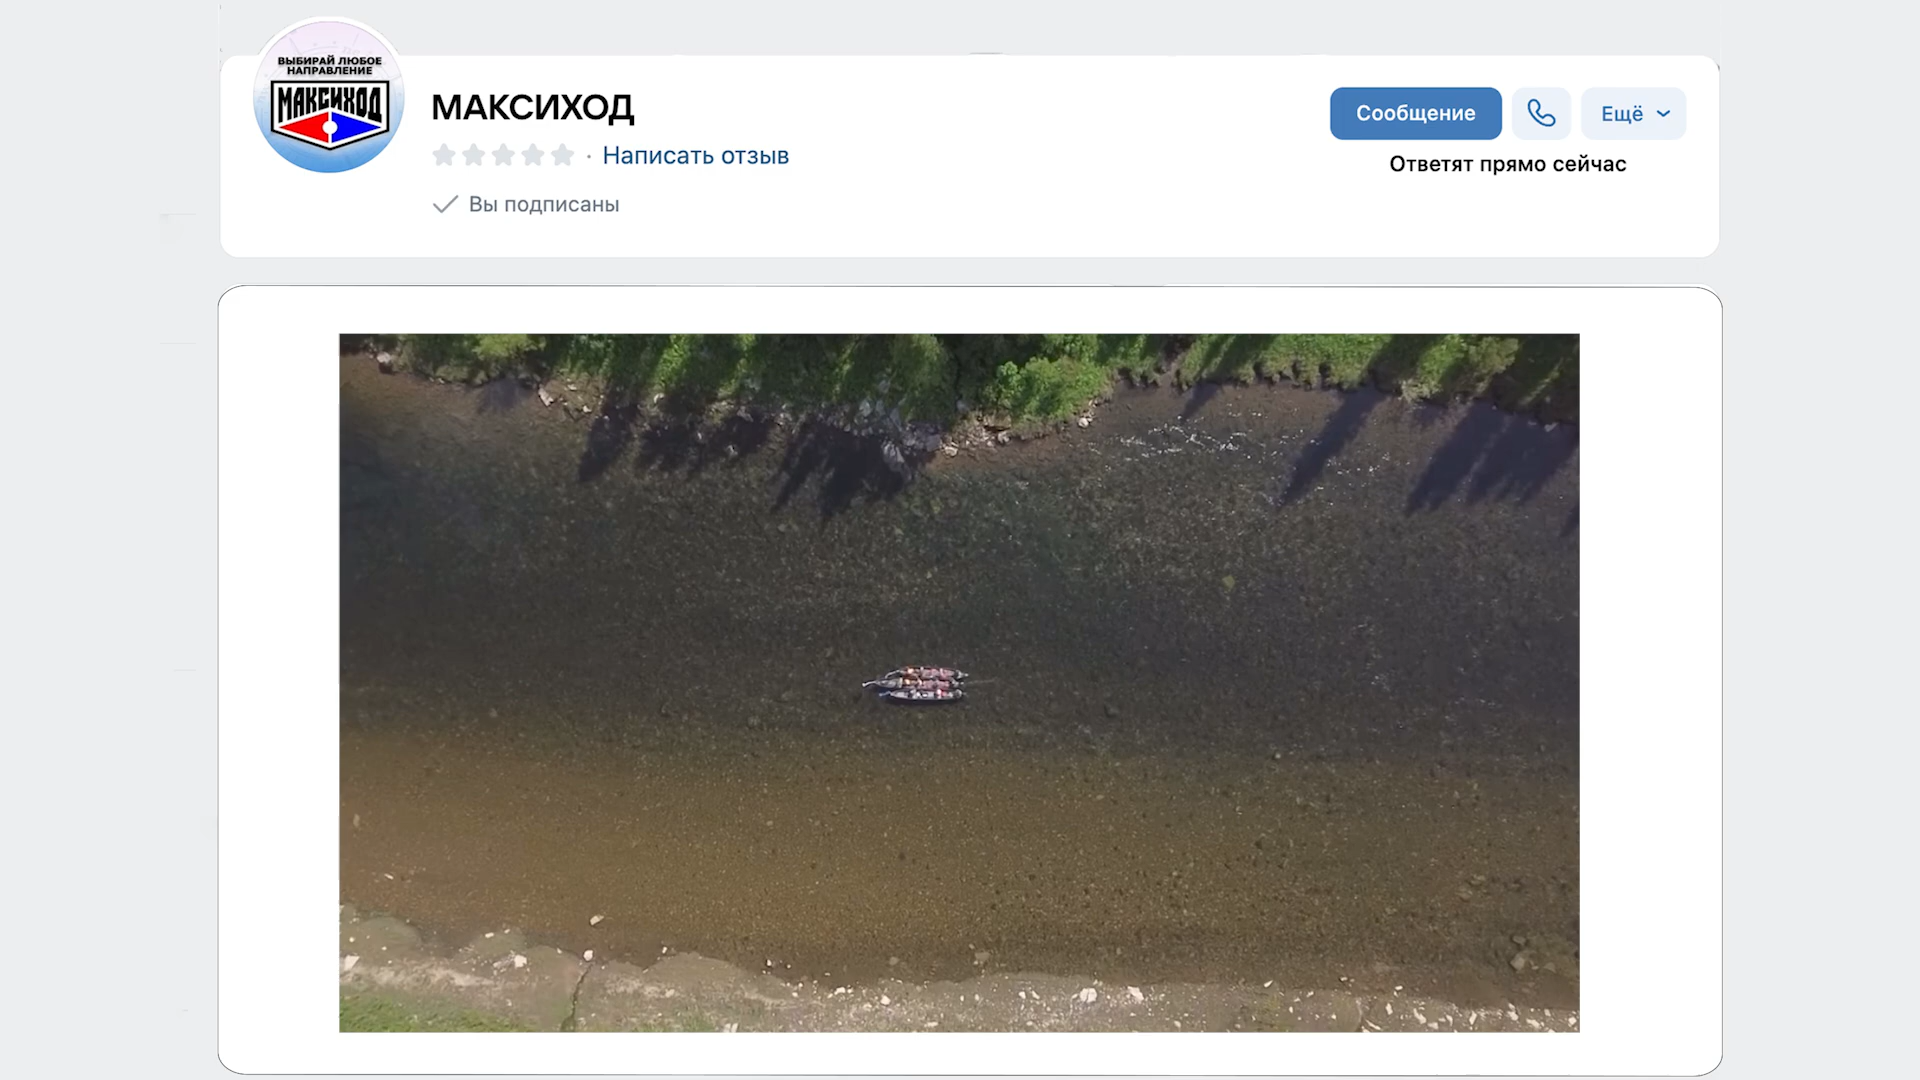 ВЫБИРАЙ ЛЮБОЕ
НАПРАВЛЕНИЕ
МАКСИХОД
МАКСИХОД
· Написать отзыв
Вы подписаны
Сообщение
Ещё
Ответят прямо сейчас